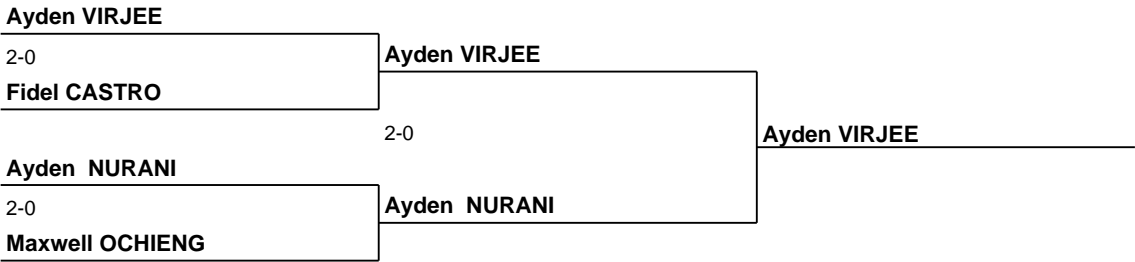 Ayden VIRJEE
2-0
Fidel CASTRO
Ayden VIRJEE
2-0
Ayden VIRJEE
Ayden  NURANI
2-0
Maxwell OCHIENG
Ayden  NURANI